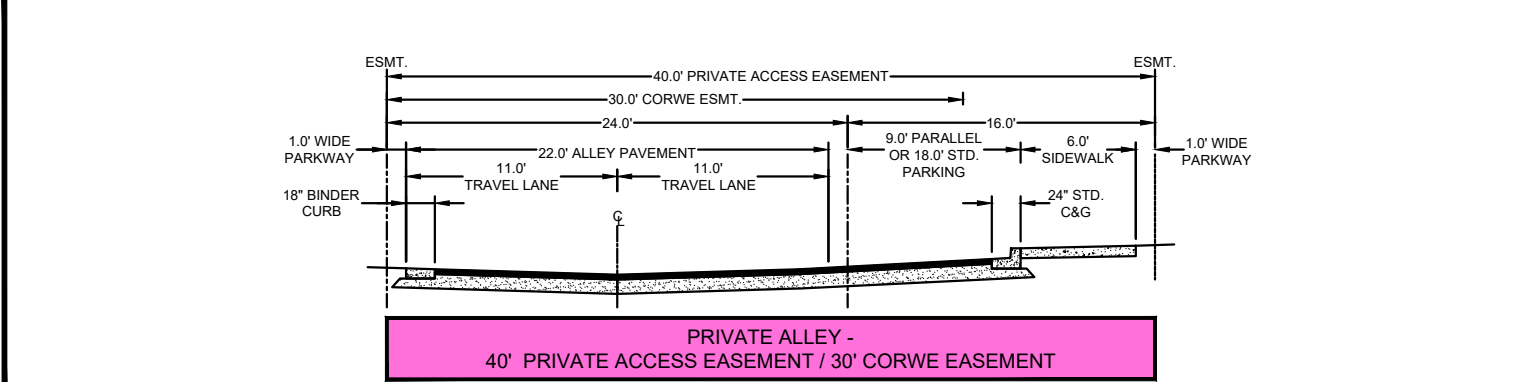 ESMT.
ESMT.
40.0' PRIVATE ACCESS EASEMENT
30.0' CORWE ESMT.
24.0'
16.0'
1.0' WIDE
PARKWAY
22.0' ALLEY PAVEMENT
9.0' PARALLEL
OR 18.0' STD.
PARKING
6.0'
SIDEWALK
1.0' WIDE
PARKWAY
11.0'
TRAVEL LANE
11.0'
TRAVEL LANE
18" BINDER
CURB
24" STD.
C&G
℄
PRIVATE ALLEY -
40' PRIVATE ACCESS EASEMENT / 30' CORWE EASEMENT